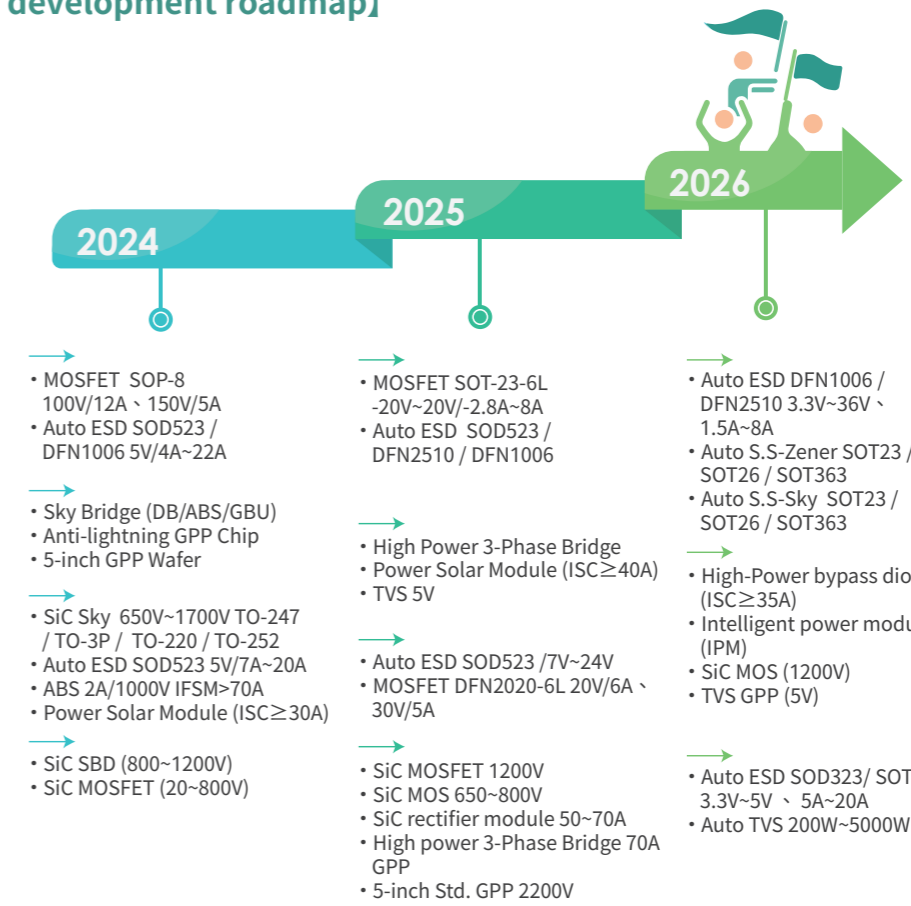 development roadmap】
2024
2025
2026
• MOSFET SOP-8
100V/12A、150V/5A
• Auto ESD SOD523 /
DFN1006 5V/4A~22A
• Sky Bridge (DB/ABS/GBU)
• Anti-lightning GPP Chip
• 5-inch GPP Wafer
• SiC Sky 650V~1700V TO-247
/ TO-3P / TO-220 / TO-252
• Auto ESD SOD523 5V/7A~20A
• ABS 2A/1000V IFSM>70A
• Power Solar Module (ISC≥30A)
• SiC SBD (800~1200V)
• SiC MOSFET (20~800V)
• MOSFET SOT-23-6L
-20V~20V/-2.8A~8A
• Auto ESD SOD523 /
DFN2510 / DFN1006
• High Power 3-Phase Bridge
• Power Solar Module (ISC≥40A)
• TVS 5V
• Auto ESD SOD523 /7V~24V
• MOSFET DFN2020-6L 20V/6A、
30V/5A
• SiC MOSFET 1200V
• SiC MOS 650~800V
• SiC rectifier module 50~70A
• High power 3-Phase Bridge 70A
GPP
• 5-inch Std. GPP 2200V
• Auto ESD DFN1006 /
DFN2510 3.3V~36V、
1.5A~8A
• Auto S.S-Zener SOT23 /
SOT26 / SOT363
• Auto S.S-Sky SOT23 /
SOT26 / SOT363
• High-Power bypass dio
(ISC≥35A)
• Intelligent power modu
(IPM)
• SiC MOS (1200V)
• TVS GPP (5V)
• Auto ESD SOD323/ SOT
3.3V~5V 、 5A~20A
• Auto TVS 200W~5000W